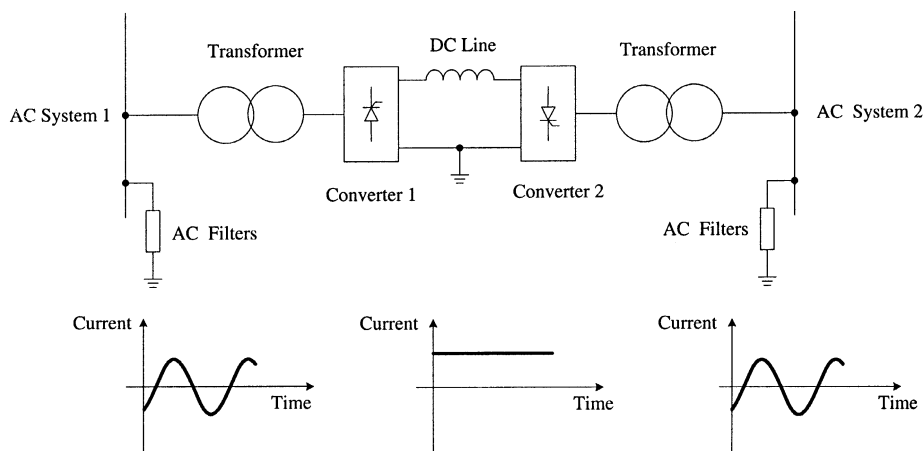 Transformer
DC Line
Transformer
AC System 1
AC System 2
Converter 1
Converter 2
AC Filters
AC Filters
Current
Current
Current
Time
Time
Time